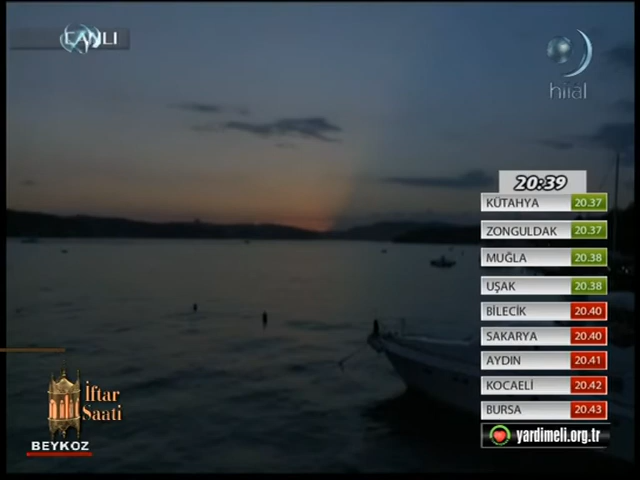 CANLI
hilal
20:39
KÜTAHYA 20.37
ZONGULDAK 20.37
MUĞLA 20.38
UŞAK 20.38
BİLECİK 20.40
SAKARYA 20.40
AYDIN 20.41
KOCAELİ 20.42
BURSA 20.43
yardimeli.org.tr
İftar
Saati
BEYKOZ